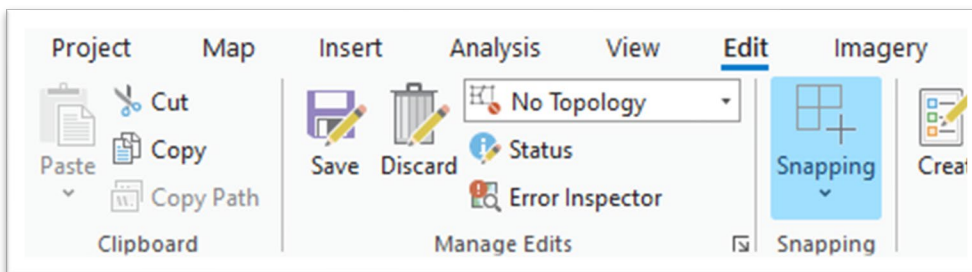 Project Map Insert Analysis View Edit Imagery
Cut
Copy
Copy Path
Paste
Clipboard
Save
Discard
No Topology
Status
Error Inspector
Manage Edits
Snapping
Snapping
Creat